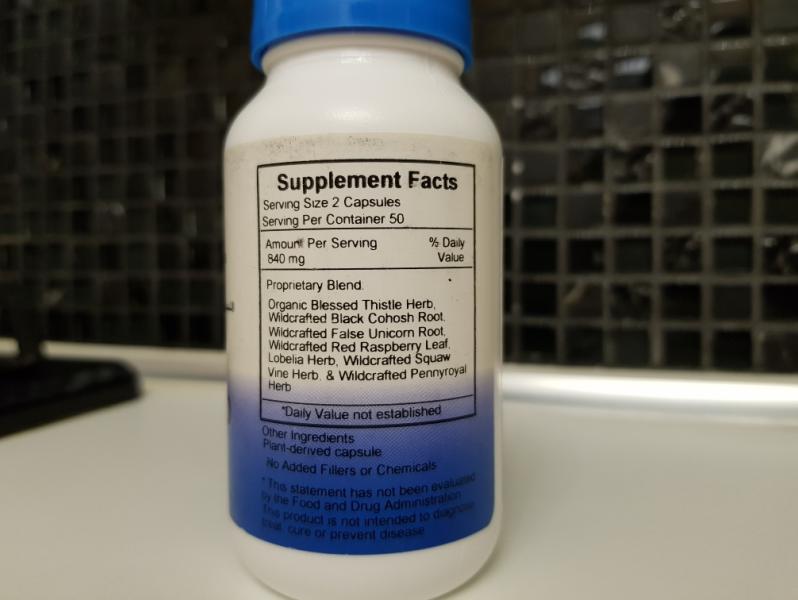 Supplement Facts
Serving Size 2 Capsules
Serving Per Container 50
Amount Per Serving % Daily
840 mg Value
Proprietary Blend
Organic Blessed Thistle Herb,
Wildcrafted Black Cohosh Root,
Wildcrafted False Unicorn Root,
Wildcrafted Red Raspberry Leaf,
Lobelia Herb, Wildcrafted Squaw
Vine Herb, & Wildcrafted Pennyroyal
Herb
*Daily Value not established
Other Ingredients
Plant-derived capsule
No Added Fillers or Chemicals
* This statement has not been evaluated
by the Food and Drug Administration
This product is not intended to diagnose
treat, cure or prevent disease